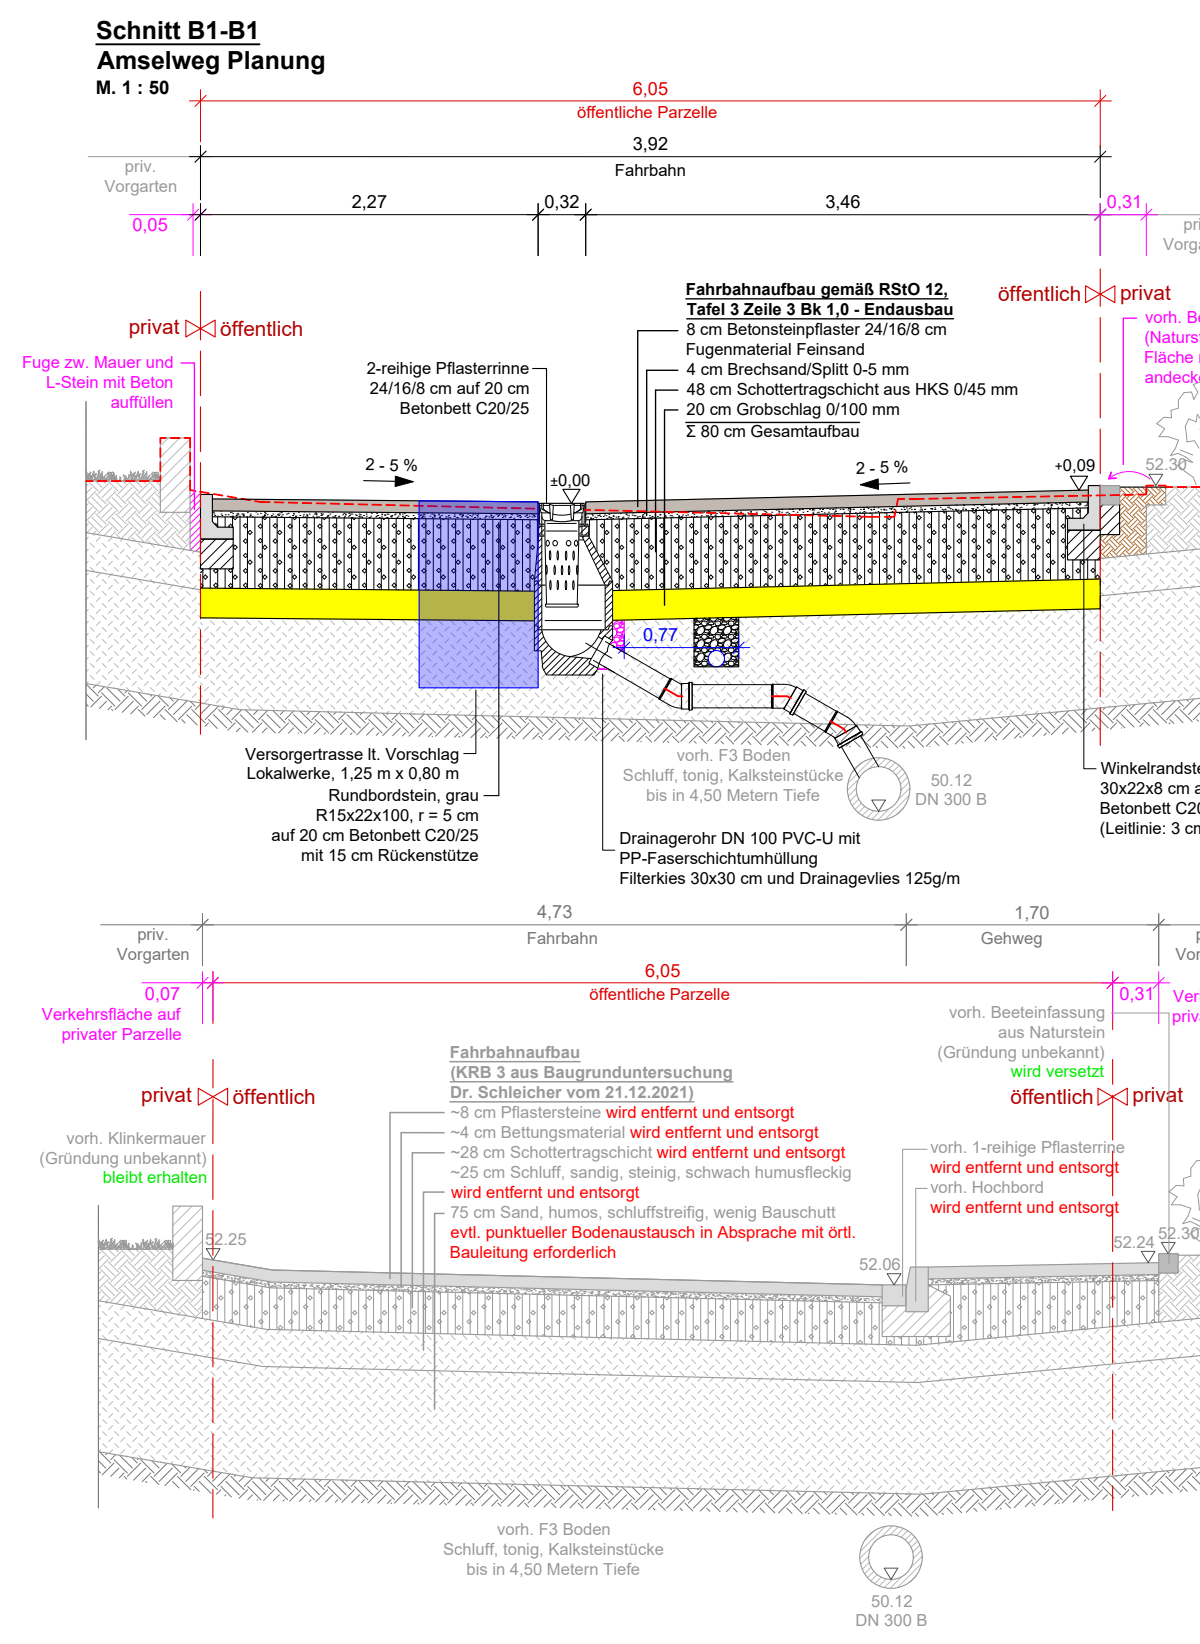 Schnitt B1-B1
Amselweg Planung
M. 1 : 50
6,05
öffentliche Parzelle
3,92
Fahrbahn
priv.
Vorgarten
2,27
0,32
3,46
0,05
0,31
öffentlich
privat
privat
öffentlich
Fuge zw. Mauer und
L-Stein mit Beton
auffüllen
2-reihige Pflasterrinne
24/16/8 cm auf 20 cm
Betonbett C20/25
Fahrbahnaufbau gemäß RStO 12,
Tafel 3 Zeile 3 Bk 1,0 - Endausbau
8 cm Betonsteinpflaster 24/16/8 cm
Fugenmaterial Feinsand
4 cm Brechsand/Splitt 0-5 mm
48 cm Schottertragschicht aus HKS 0/45 mm
20 cm Grobschlag 0/100 mm
Σ 80 cm Gesamtaufbau
vorh.
Fläche
2 - 5 %
±0,00
2 - 5 %
+0,09
52.30
0,77
Versorgertrasse lt. Vorschlag
Lokalwerke, 1,25 m x 0,80 m
Rundbordstein, grau
R15x22x100, r = 5 cm
auf 20 cm Betonbett C20/25
mit 15 cm Rückenstütze
vorh. F3 Boden
Schluff, tonig, Kalksteinstücke
bis in 4,50 Metern Tiefe
50.12
DN 300 B
Drainagerohr DN 100 PVC-U mit
PP-Faserschichtumhüllung
Filterkies 30x30 cm und Drainagevlies 125g/m
30x22x8 cm
Betonbett
(Leitlinie: 3
4,73
Fahrbahn
1,70
Gehweg
priv.
Vorgarten
6,05
öffentliche Parzelle
0,07
Verkehrsfläche auf
privater Parzelle
0,31
vorh. Beeteinfassung
aus Naturstein
(Gründung unbekannt)
wird versetzt
privat
öffentlich
öffentlich
privat
Fahrbahnaufbau
(KRB 3 aus Baugrunduntersuchung
Dr. Schleicher vom 21.12.2021)
~8 cm Pflastersteine wird entfernt und entsorgt
~4 cm Bettungsmaterial wird entfernt und entsorgt
~28 cm Schottertragschicht wird entfernt und entsorgt
~25 cm Schluff, sandig, steinig, schwach humusfleckig
wird entfernt und entsorgt
75 cm Sand, humos, schluffstreifig, wenig Bauschutt
evtl. punktueller Bodenaustausch in Absprache mit örtl.
Bauleitung erforderlich
vorh. Klinkermauer
(Gründung unbekannt)
bleibt erhalten
vorh. 1-reihige Pflasterrine
wird entfernt und entsorgt
vorh. Hochbord
wird entfernt und entsorgt
52.25
52.06
52.24
52.30
vorh. F3 Boden
Schluff, tonig, Kalksteinstücke
bis in 4,50 Metern Tiefe
50.12
DN 300 B